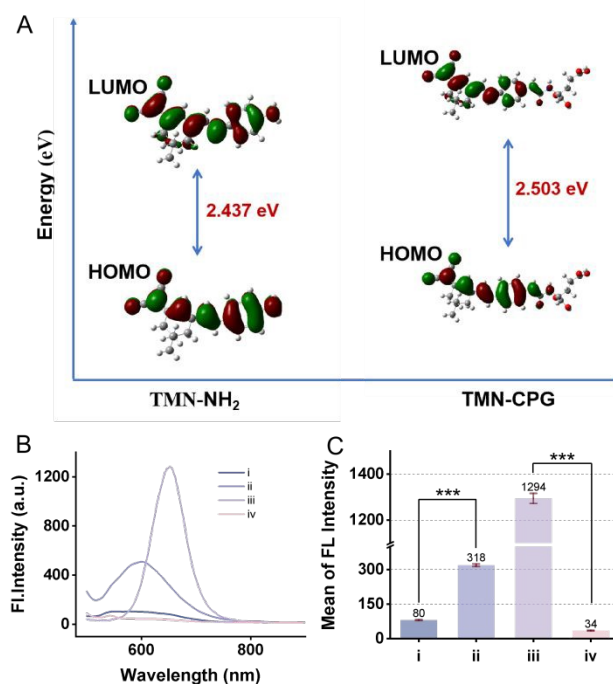 A
Energy (eV)
LUMO
2.437 eV
HOMO
TMN-NH₂
LUMO
2.503 eV
HOMO
TMN-CPG
B
Fl.Intensity (a.u.)
1200
800
400
0
600
800
Wavelength (nm)
i
ii
iii
iv
C
Mean of FL Intensity
1400
1300
300
150
0
80
318
1294
34
***
***
i
ii
iii
iv